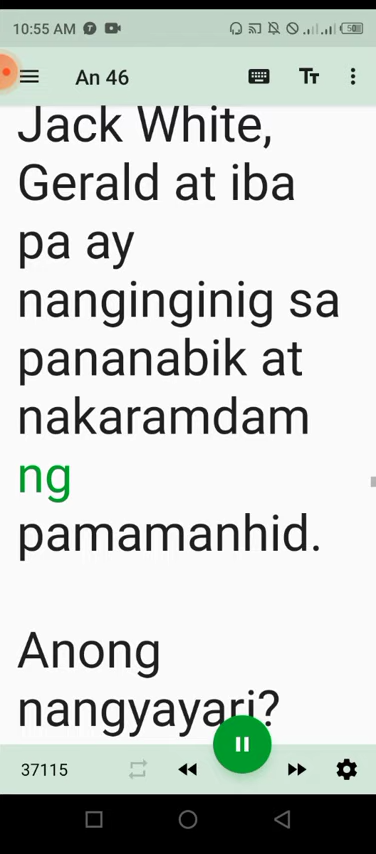 10:55 AM
50
An 46
Jack White,
Gerald at iba
pa ay
nanginginig sa
pananabik at
nakaramdam
ng
pamamanhid.
Anong
nangyayari?
37115